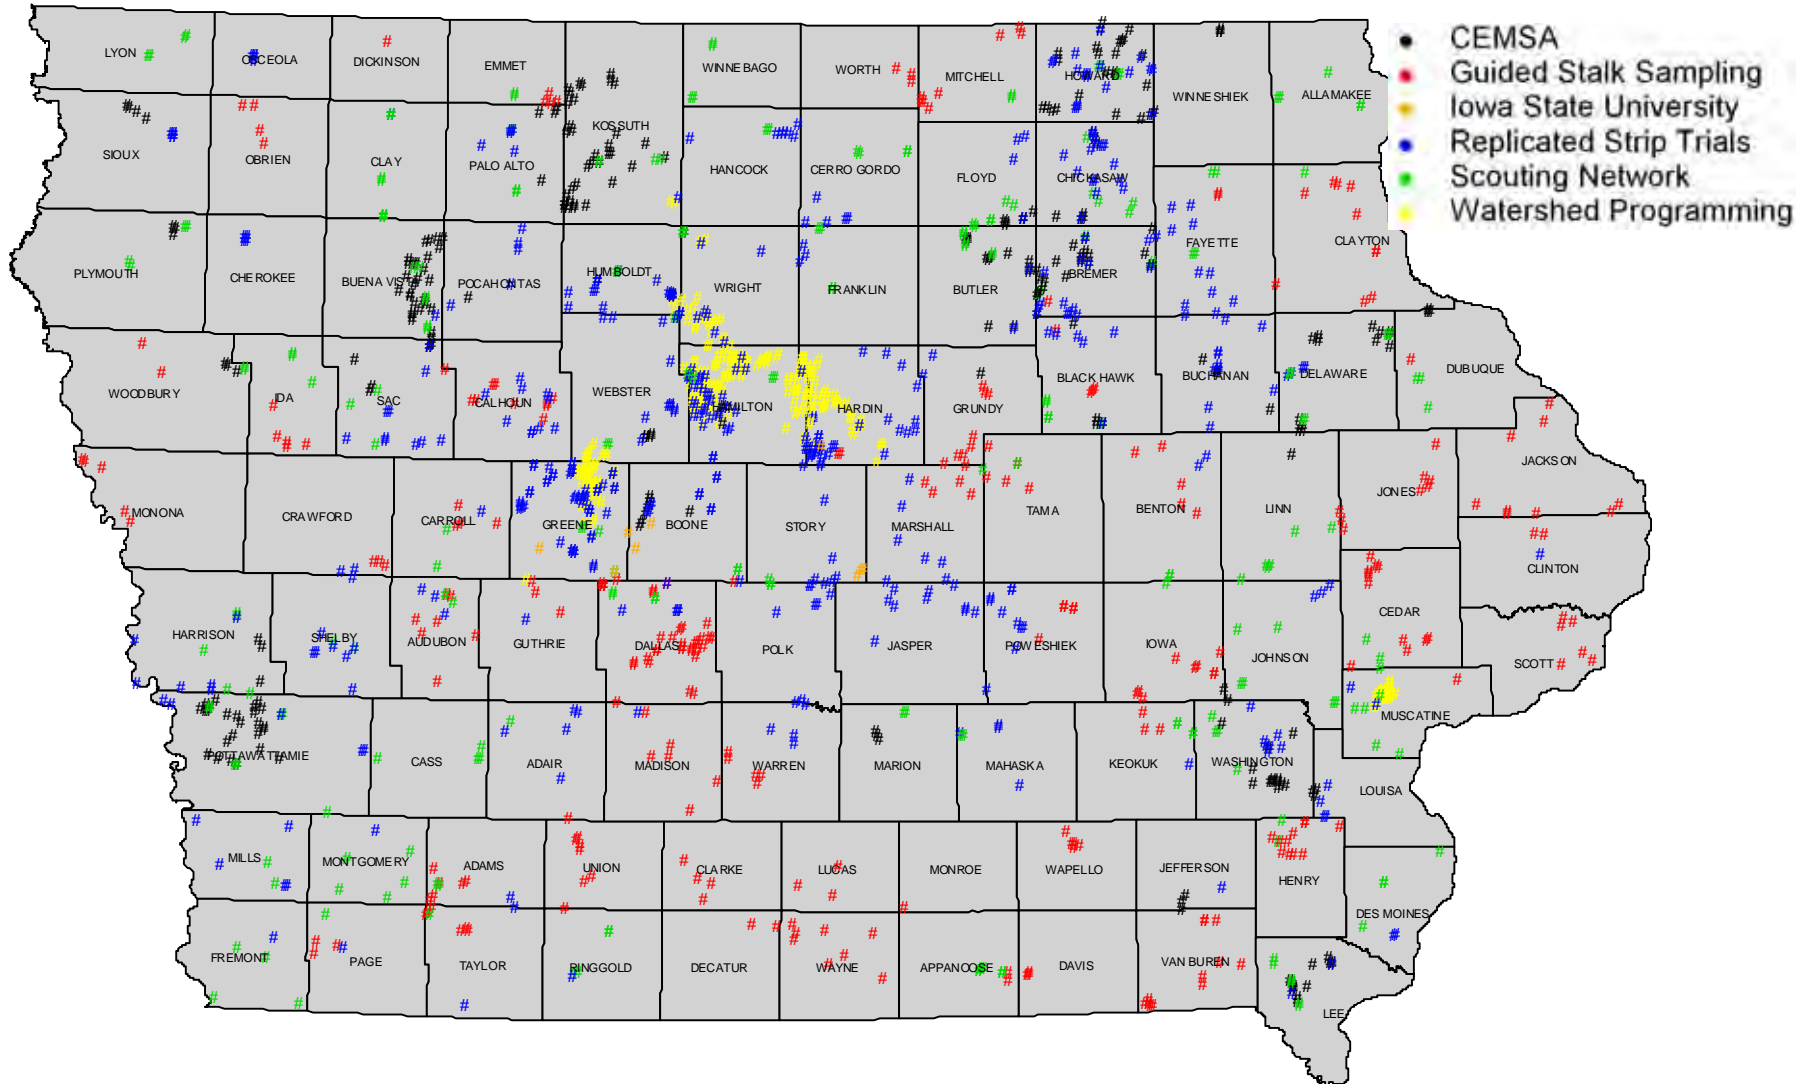 CEMSA
Guided Stalk Sampling
Iowa State University
Replicated Strip Trials
Scouting Network
Watershed Programming
LYON
OSCEOLA
DICKINSON
EMMET
WINNEBAGO
WORTH
MITCHELL
HOWARD
WINNESHIEK
ALLAMAKEE
KOSSUTH
SIOUX
OBRIEN
CLAY
PALO ALTO
HANCOCK
CERRO GORDO
FLOYD
CHICKASAW
FAYETTE
CLAYTON
PLYMOUTH
CHEROKEE
BUENA VISTA
POCAHONTAS
HUMBOLDT
WRIGHT
FRANKLIN
BUTLER
BREMER
WOODBURY
IDA
SAC
CALHOUN
WEBSTER
HAMILTON
HARDIN
GRUNDY
BLACK HAWK
BUCHANAN
DELAWARE
DUBUQUE
JACKSON
MONONA
CRAWFORD
CARROLL
GREENE
BOONE
STORY
MARSHALL
TAMA
BENTON
LINN
JONES
CLINTON
HARRISON
SHELBY
AUDUBON
GUTHRIE
DALLAS
POLK
JASPER
POWESHIEK
IOWA
JOHNSON
CEDAR
SCOTT
POTTAWATTAMIE
CASS
ADAIR
MADISON
WARREN
MARION
MAHASKA
KEOKUK
WASHINGTON
MUSCATINE
LOUISA
MILLS
MONTGOMERY
ADAMS
UNION
CLARKE
LUCAS
MONROE
WAPELLO
JEFFERSON
HENRY
DES MOINES
FREMONT
PAGE
TAYLOR
RINGGOLD
DECATUR
WAYNE
APPANOOSE
DAVIS
VAN BUREN
LEE